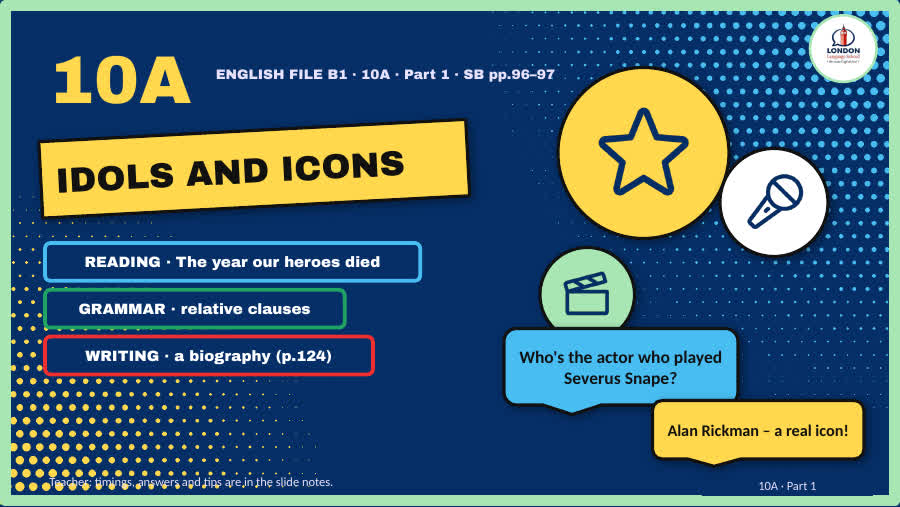 10A
ENGLISH FILE B1 · 10A · Part 1 · SB pp.96–97
LONDON
Language School
IDOLS AND ICONS
READING · The year our heroes died
GRAMMAR · relative clauses
WRITING · a biography (p.124)
Who's the actor who played
Severus Snape?
Alan Rickman – a real icon!
Teacher: timings, answers and tips are in the slide notes.
10A · Part 1